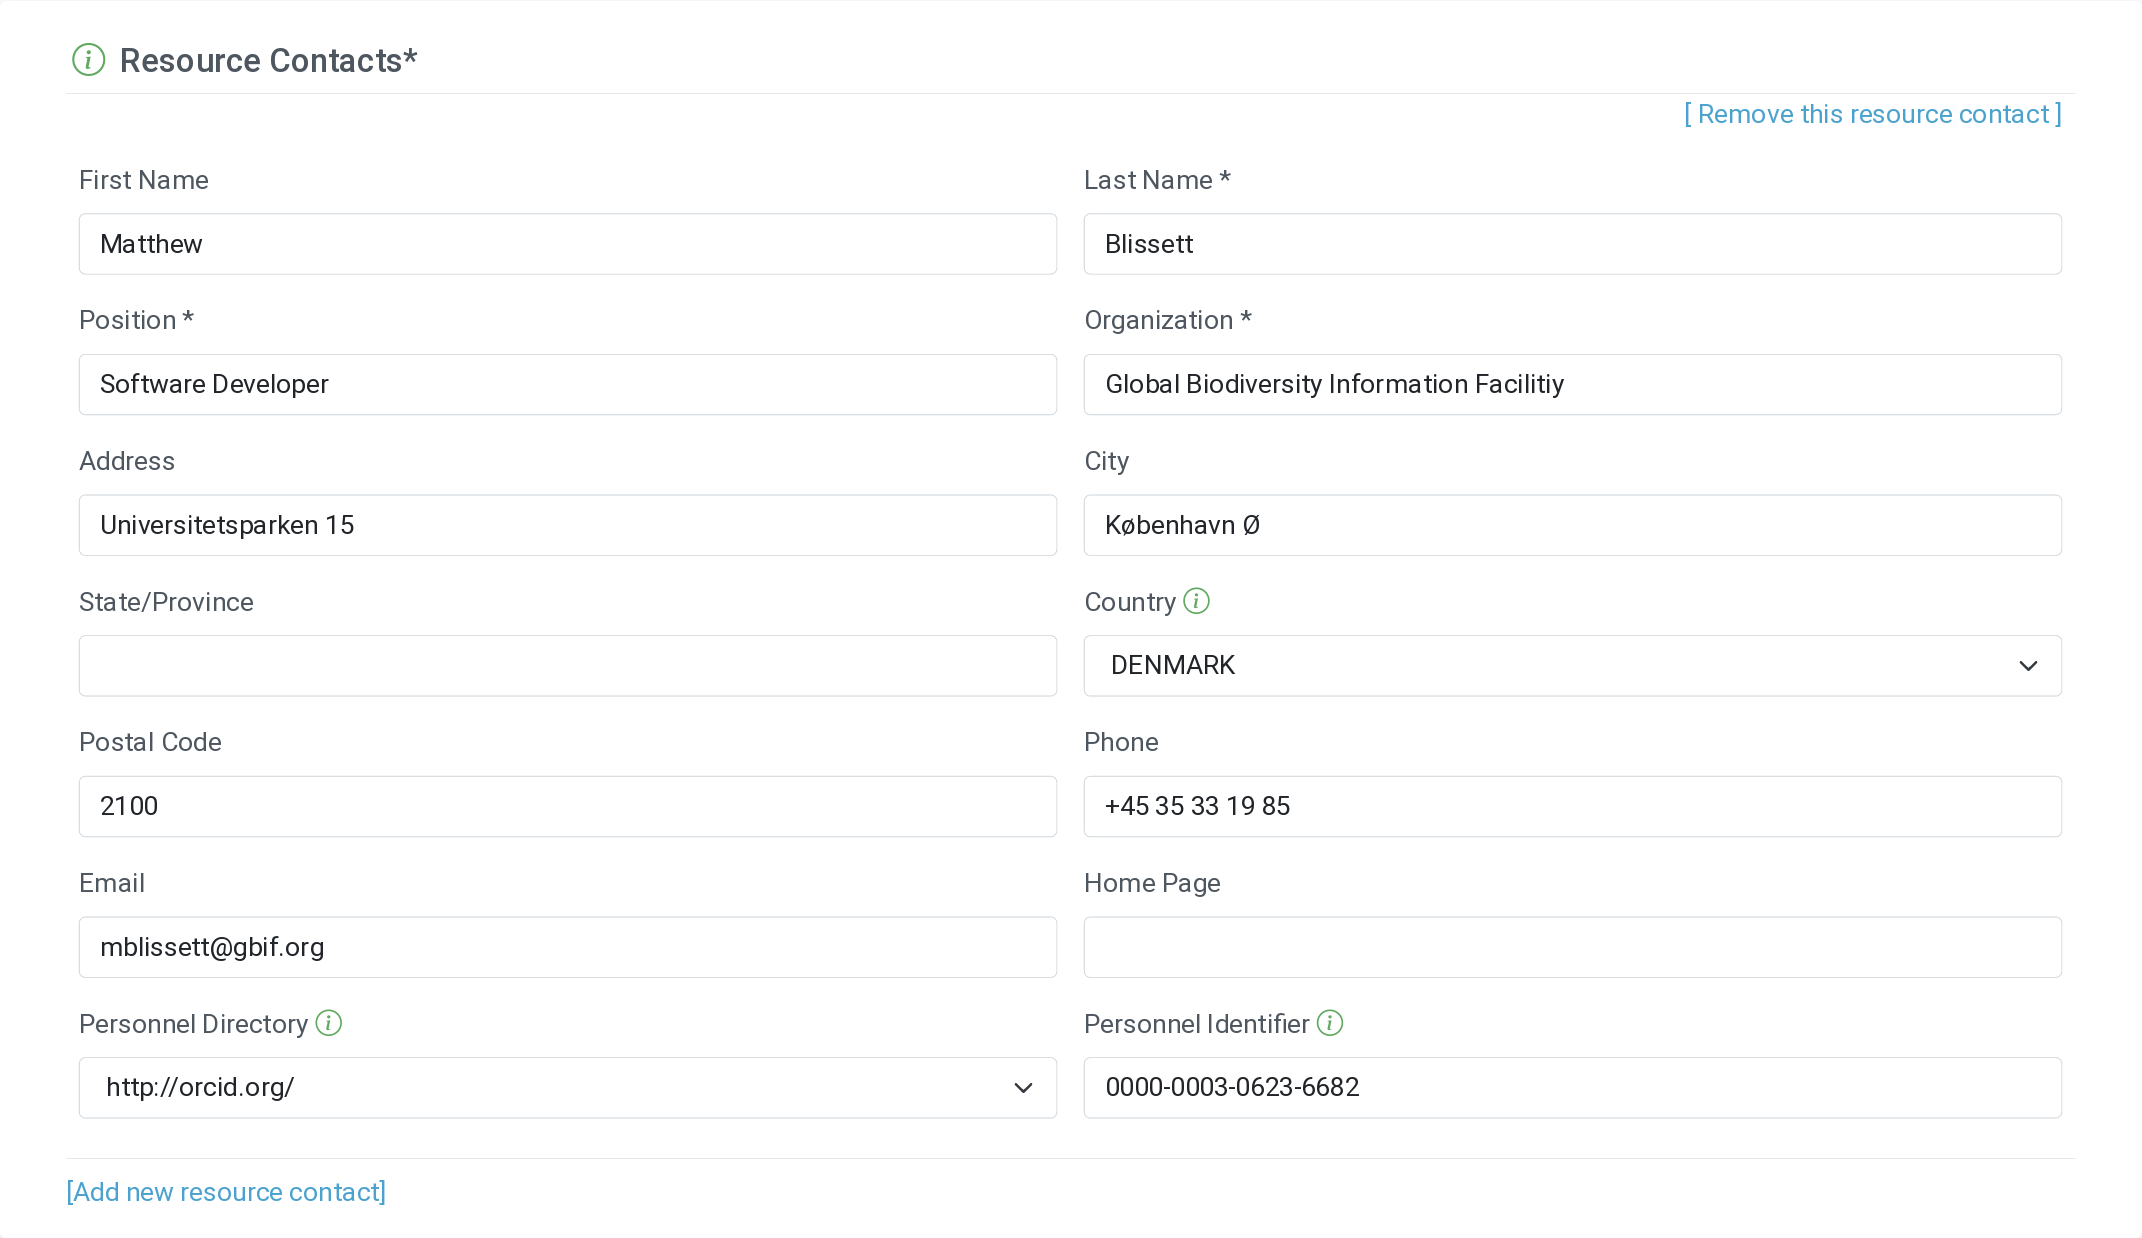 Resource Contacts*
[ Remove this resource contact ]
First Name
Last Name *
Matthew
Blissett
Position *
Organization *
Software Developer
Global Biodiversity Information Facilitiy
Address
City
Universitetsparken 15
København Ø
State/Province
Country
DENMARK
Postal Code
Phone
2100
+45 35 33 19 85
Email
Home Page
mblissett@gbif.org
Personnel Directory
Personnel Identifier
http://orcid.org/
0000-0003-0623-6682
[Add new resource contact]